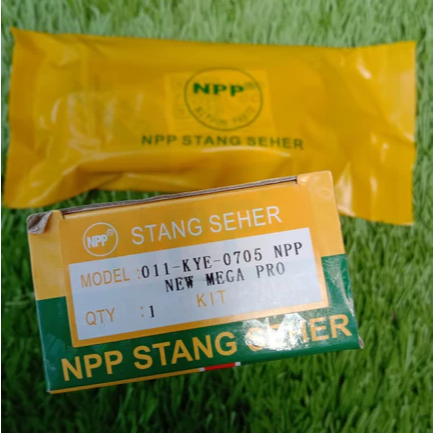 NPP
NPP STANG SEHER
NPP
STANG SEHER
MODEL :011-KYE-0705 NPP
NEW MEGA PRO
QTY :1 KIT
NPP STANG SEHER